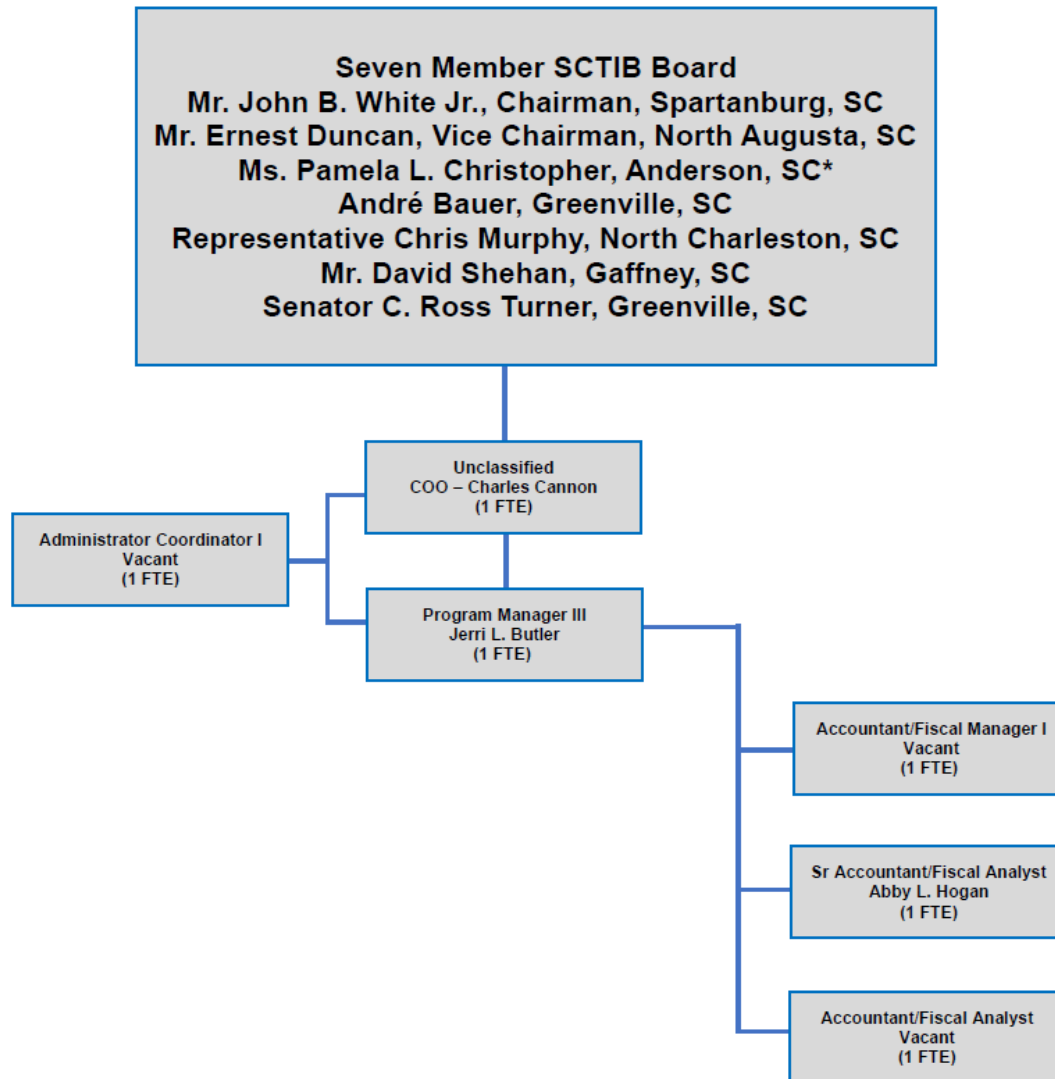 Seven Member SCTIB Board
Mr. John B. White Jr., Chairman, Spartanburg, SC
Mr. Ernest Duncan, Vice Chairman, North Augusta, SC
Ms. Pamela L. Christopher, Anderson, SC*
André Bauer, Greenville, SC
Representative Chris Murphy, North Charleston, SC
Mr. David Shehan, Gaffney, SC
Senator C. Ross Turner, Greenville, SC
Unclassified
COO – Charles Cannon
(1 FTE)
Administrator Coordinator I
Vacant
(1 FTE)
Program Manager III
Jerri L. Butler
(1 FTE)
Accountant/Fiscal Manager I
Vacant
(1 FTE)
Sr Accountant/Fiscal Analyst
Abby L. Hogan
(1 FTE)
Accountant/Fiscal Analyst
Vacant
(1 FTE)